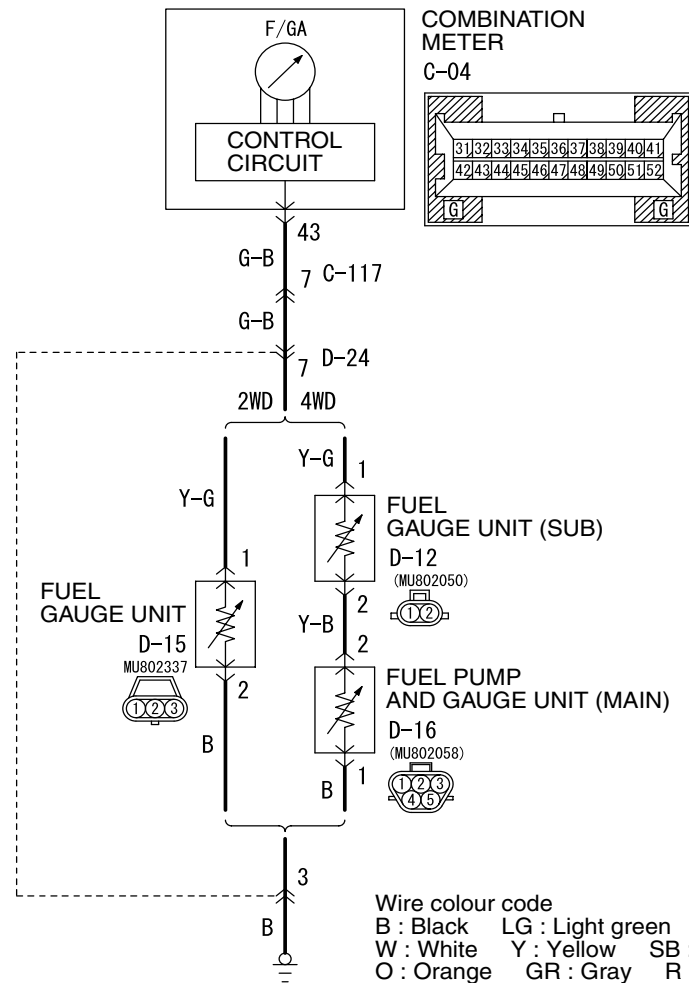 F/GA
CONTROL
CIRCUIT
COMBINATION
METER
C-04
31 32 33 34 35 36 37 38 39 40 41
42 43 44 45 46 47 48 49 50 51 52
G G
43
G-B
7 C-117
G-B
7 D-24
2WD 4WD
Y-G
1
FUEL
GAUGE UNIT
D-15
MU802337
1 2 3
2
B
Y-G
1
FUEL
GAUGE UNIT (SUB)
D-12
(MU802050)
1 2
2
Y-B
2
FUEL PUMP
AND GAUGE UNIT (MAIN)
D-16
(MU802058)
1 2 3
4 5
1
B
3
B
Wire colour code
B : Black LG : Light green
W : White Y : Yellow SB :
O : Orange GR : Gray R